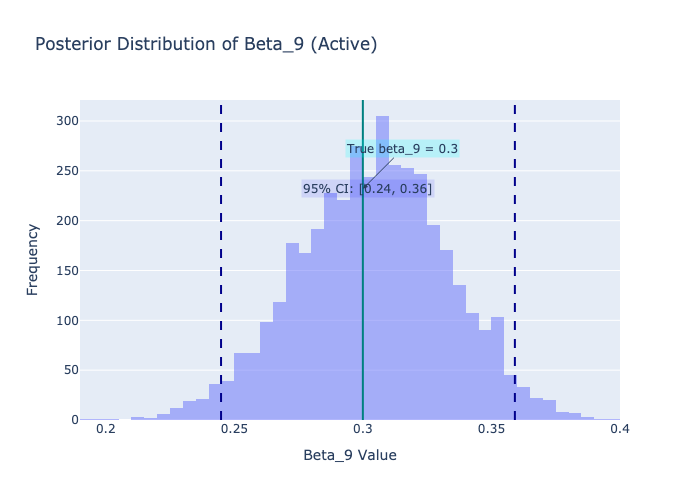 Posterior Distribution of Beta_9 (Active)
300
250
200
150
100
50
0
Frequency
True beta_9 = 0.3
95% CI: [0.24, 0.36]
0.2
0.25
0.3
0.35
0.4
Beta_9 Value